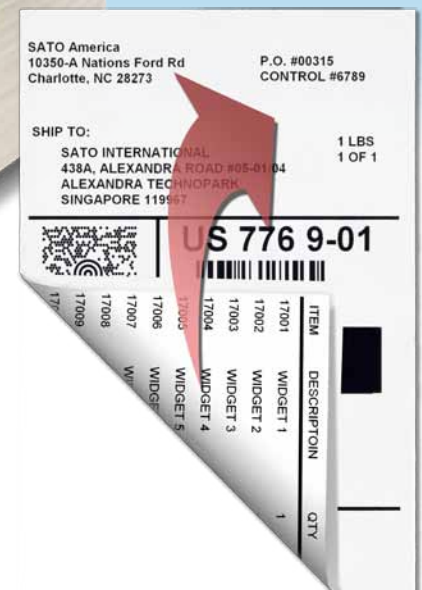 SATO America
10350-A Nations Ford Rd
Charlotte, NC 28273
P.O. #00315
CONTROL #6789
SHIP TO:
SATO INTERNATIONAL
438A, ALEXANDRA ROAD #05-01/04
ALEXANDRA TECHNOPARK
SINGAPORE 119967
1 LBS
1 OF 1
US 776 9-01
ITEM DESCRIPTOIN QTY
17001 WIDGET 1 1
17002 WIDGET 2
17003 WIDGET 3
17004 WIDGET 4
17005 WIDGET 5
17006
17007
17008
17009